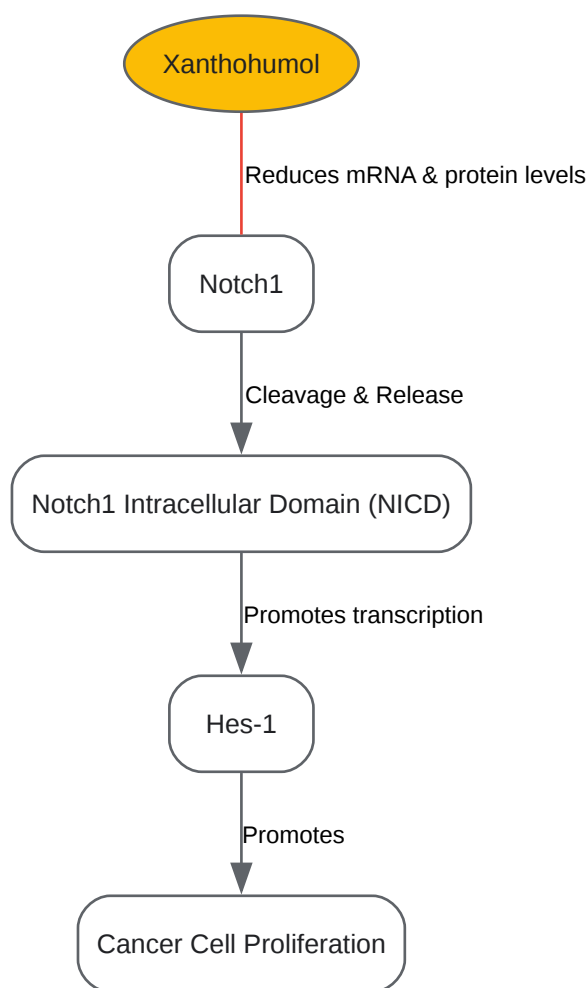 Xanthohumol
Reduces mRNA & protein levels
Notch1
Cleavage & Release
Notch1 Intracellular Domain (NICD)
Promotes transcription
Hes-1
Promotes
Cancer Cell Proliferation